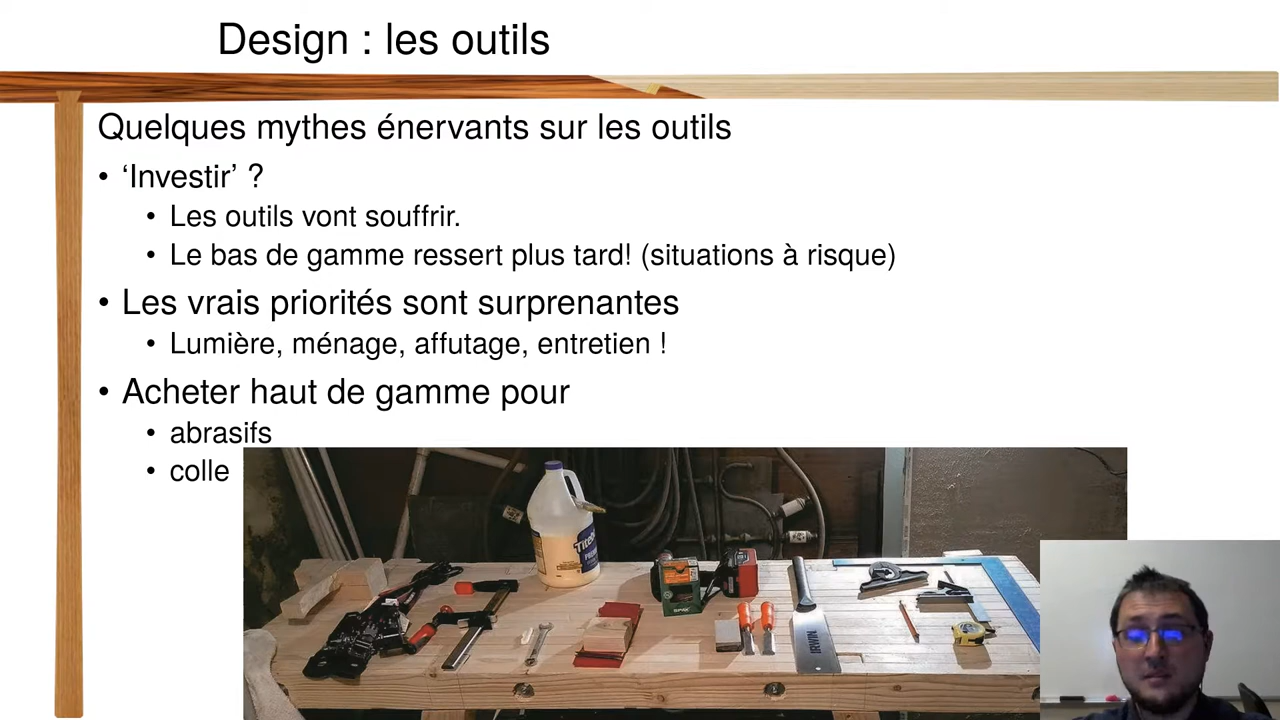 Design : les outils
Quelques mythes énervants sur les outils
• ‘Investir’ ?
• Les outils vont souffrir.
• Le bas de gamme ressert plus tard! (situations à risque)
• Les vrais priorités sont surprenantes
• Lumière, ménage, affutage, entretien !
• Acheter haut de gamme pour
• abrasifs
• colle
IRWIN